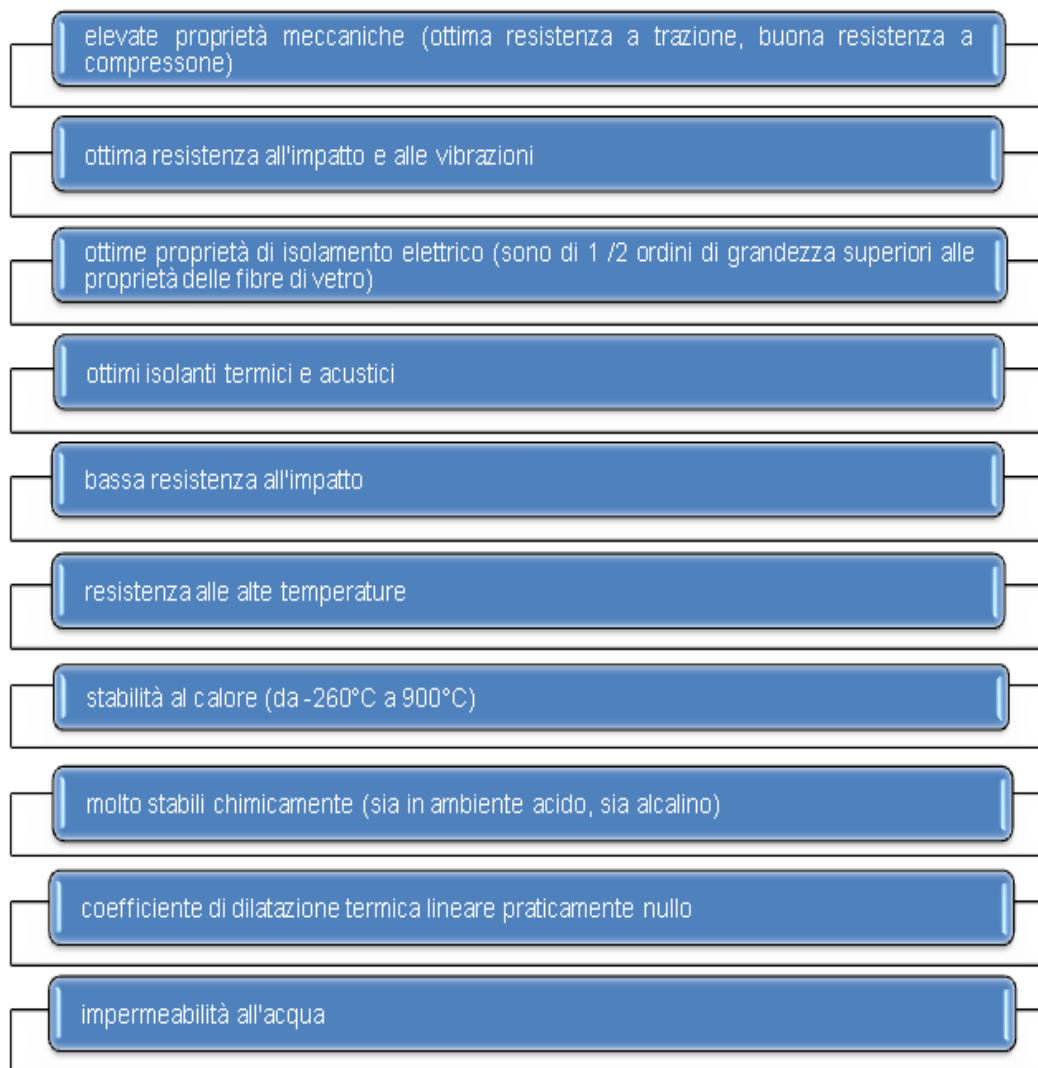 elevate proprietà meccaniche (ottima resistenza a trazione, buona resistenza a
compressone)
ottima resistenza all'impatto e alle vibrazioni
ottime proprietà di isolamento elettrico (sono di 1 /2 ordini di grandezza superiori alle
proprietà delle fibre di vetro)
ottimi isolanti termici e acustici
bassa resistenza all'impatto
resistenza alle alte temperature
stabilità al calore (da -260°C a 900°C)
molto stabili chimicamente (sia in ambiente acido, sia alcalino)
coefficiente di dilatazione termica lineare praticamente nullo
impermeabilità all'acqua